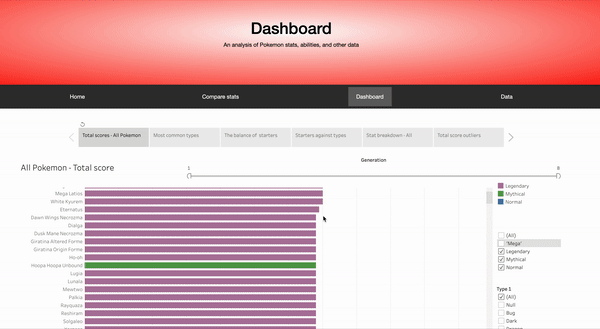 Dashboard
An analysis of Pokemon stats, abilities, and other data
Home
Compare stats
Dashboard
Data
Total scores - All Pokemon
Most common types
The balance of starters
Starters against types
Stat breakdown - All
Total score outliers
Generation
1
8
All Pokemon - Total score
Mega Latios
White Kyurem
Eternatus
Dawn Wings Necrozma
Dialga
Dusk Mane Necrozma
Giratina Altered Forme
Giratina Origin Forme
Ho-oh
Hoopa Hoopa Unbound
Lugia
Lunala
Mewtwo
Palkia
Rayquaza
Reshiram
Solgaleo
Legendary
Mythical
Normal
(All)
'Mega'
Legendary
Mythical
Normal
Type 1
(All)
Null
Bug
Dark